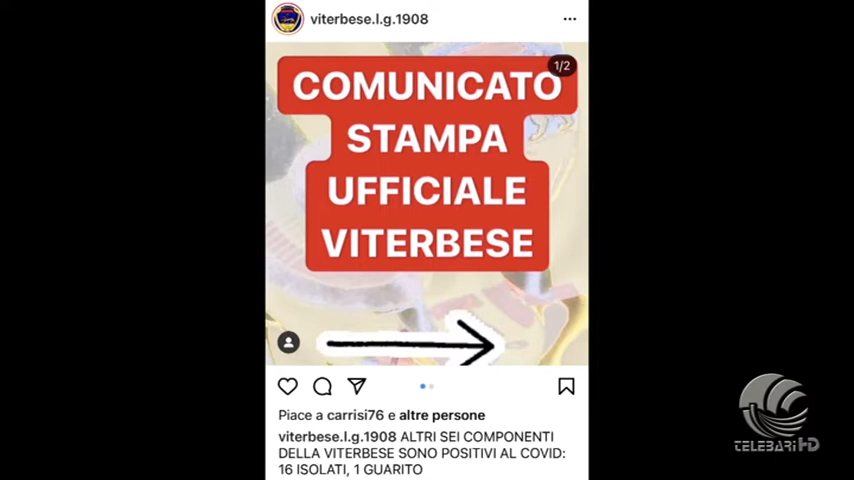 viterbese.l.g.1908
1/2
COMUNICATO
STAMPA
UFFICIALE
VITERBESE
Piace a carrisi76 e altre persone
viterbese.l.g.1908 ALTRI SEI COMPONENTI
DELLA VITERBESE SONO POSITIVI AL COVID:
16 ISOLATI, 1 GUARITO
TELEBARI HD